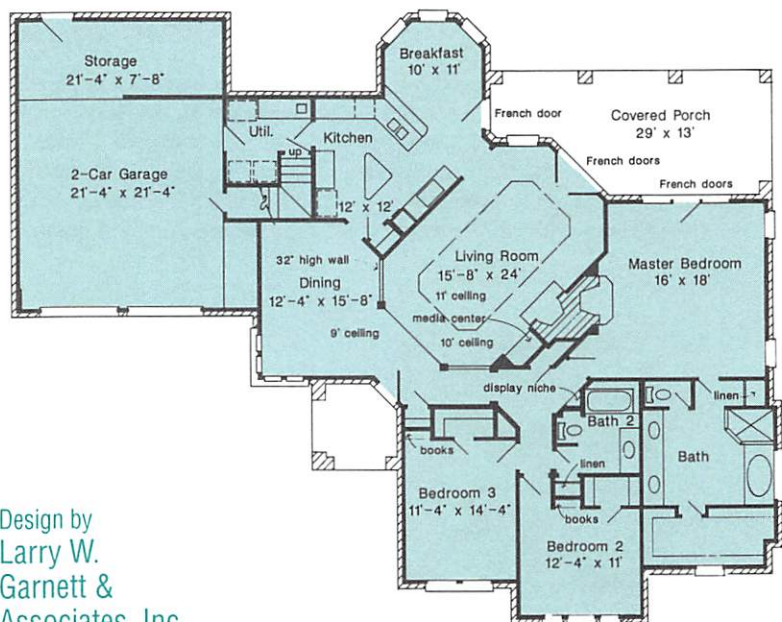 Storage
21'-4" x 7'-8"
Breakfast
10' x 11'
French door
Covered Porch
29' x 13'
Util.
Kitchen
up
2-Car Garage
21'-4" x 21'-4"
French doors
French doors
12' x 12'
32" high wall
Living Room
15'-8" x 24'
Master Bedroom
16' x 18'
Dining
12'-4" x 15'-8"
11' ceiling
media center
9' ceiling
10' ceiling
display niche
linen
Bath 2
books
linen
Bath
Bedroom 3
11'-4" x 14'-4"
books
Bedroom 2
12'-4" x 11'
Design by
Larry W.
Garnett &
Associates, Inc.